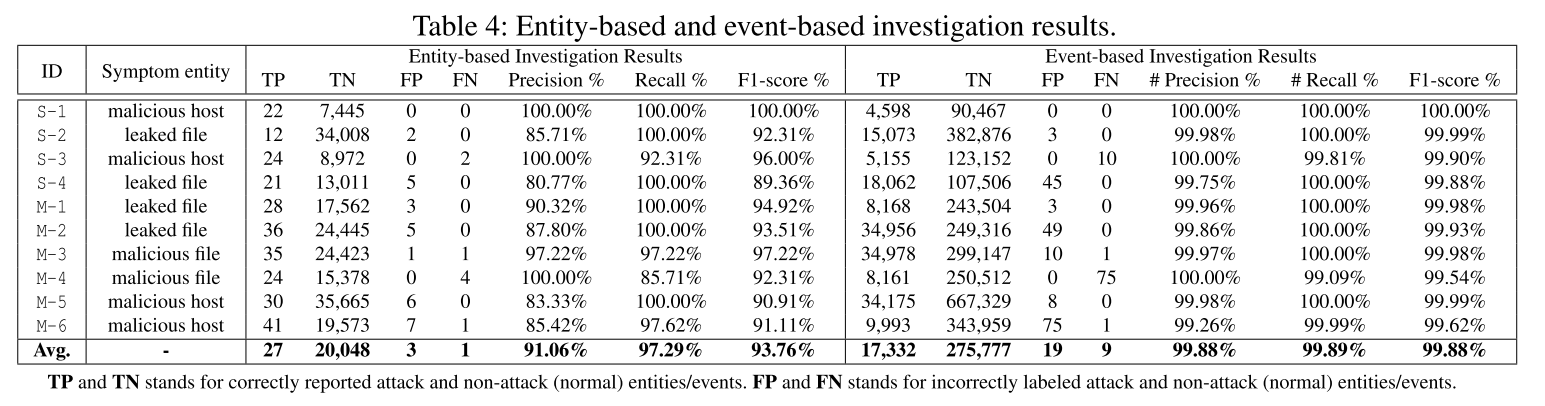 Table 4: Entity-based and event-based investigation results.
ID Symptom entity Entity-based Investigation Results Event-based Investigation Results
TP TN FP FN Precision % Recall % F1-score % TP TN FP FN # Precision % # Recall % F1-score %
S-1 malicious host 22 7,445 0 0 100.00% 100.00% 100.00% 4,598 90,467 0 0 100.00% 100.00% 100.00%
S-2 leaked file 12 34,008 2 0 85.71% 100.00% 92.31% 15,073 382,876 3 0 99.98% 100.00% 99.99%
S-3 malicious host 24 8,972 0 2 100.00% 92.31% 96.00% 5,155 123,152 0 10 100.00% 99.81% 99.90%
S-4 leaked file 21 13,011 5 0 80.77% 100.00% 89.36% 18,062 107,506 45 0 99.75% 100.00% 99.88%
M-1 leaked file 28 17,562 3 0 90.32% 100.00% 94.92% 8,168 243,504 3 0 99.96% 100.00% 99.98%
M-2 leaked file 36 24,445 5 0 87.80% 100.00% 93.51% 34,956 249,316 49 0 99.86% 100.00% 99.93%
M-3 malicious file 35 24,423 1 1 97.22% 97.22% 97.22% 34,978 299,147 10 1 99.97% 100.00% 99.98%
M-4 malicious file 24 15,378 0 4 100.00% 85.71% 92.31% 8,161 250,512 0 75 100.00% 99.09% 99.54%
M-5 malicious host 30 35,665 6 0 83.33% 100.00% 90.91% 34,175 667,329 8 0 99.98% 100.00% 99.99%
M-6 malicious host 41 19,573 7 1 85.42% 97.62% 91.11% 9,993 343,959 75 1 99.26% 99.99% 99.62%
Avg. - 27 20,048 3 1 91.06% 97.29% 93.76% 17,332 275,777 19 9 99.88% 99.89% 99.88%
TP and TN stands for correctly reported attack and non-attack (normal) entities/events. FP and FN stands for incorrectly labeled attack and non-attack (normal) entities/events.